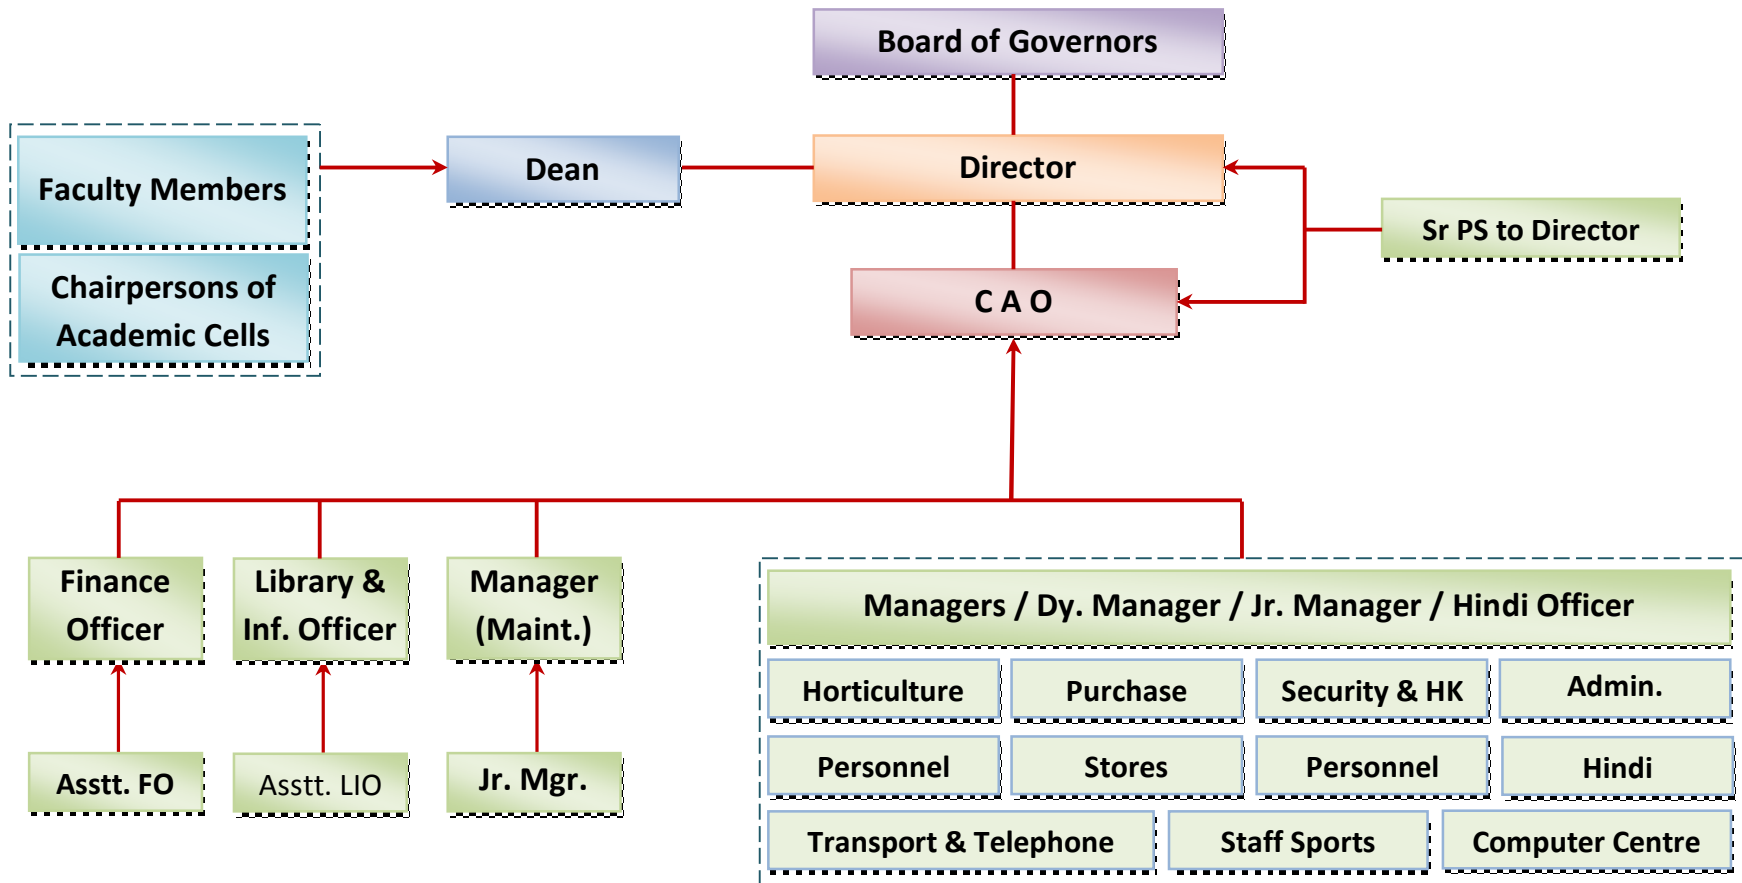 Board of Governors
Faculty Members
Dean
Director
Sr PS to Director
Chairpersons of
Academic Cells
C A O
Finance
Officer
Library &
Inf. Officer
Manager
(Maint.)
Managers / Dy. Manager / Jr. Manager / Hindi Officer
Horticulture
Purchase
Security & HK
Admin.
Asstt. FO
Asstt. LIO
Jr. Mgr.
Personnel
Stores
Personnel
Hindi
Transport & Telephone
Staff Sports
Computer Centre